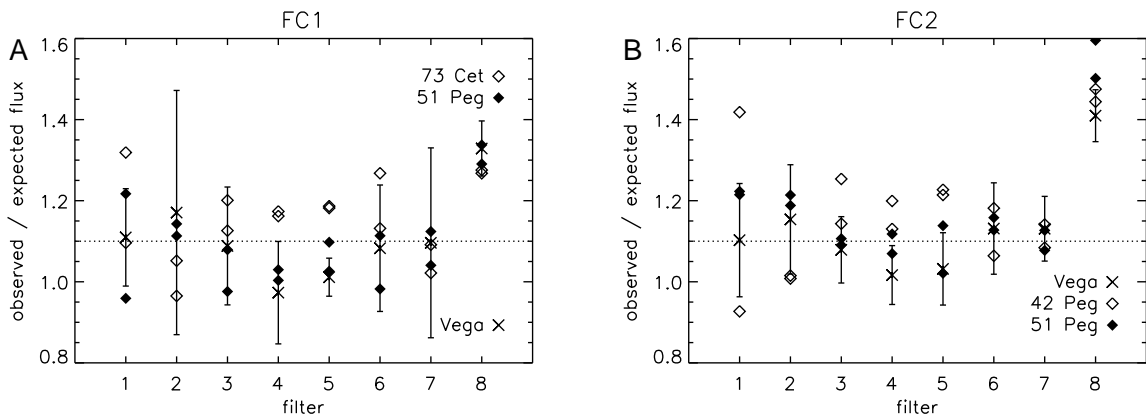 A
FC1
observed / expected flux
1.6
1.4
1.2
1.0
0.8
73 Cet
51 Peg
Vega
1 2 3 4 5 6 7 8
filter
B
FC2
observed / expected flux
1.6
1.4
1.2
1.0
0.8
Vega
42 Peg
51 Peg
1 2 3 4 5 6 7 8
filter